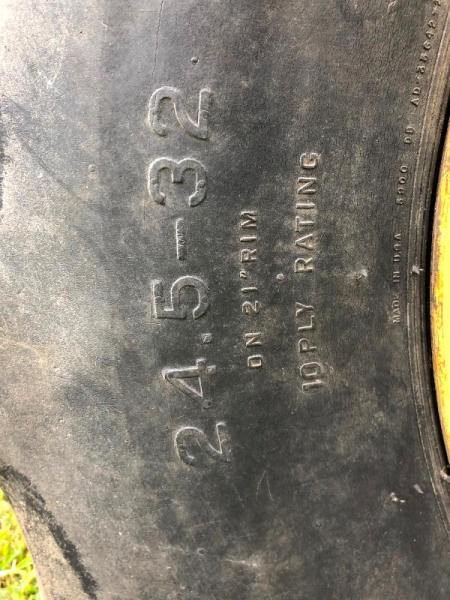 24.5-32
ON 21" RIM
10 PLY RATING
MADE IN USA